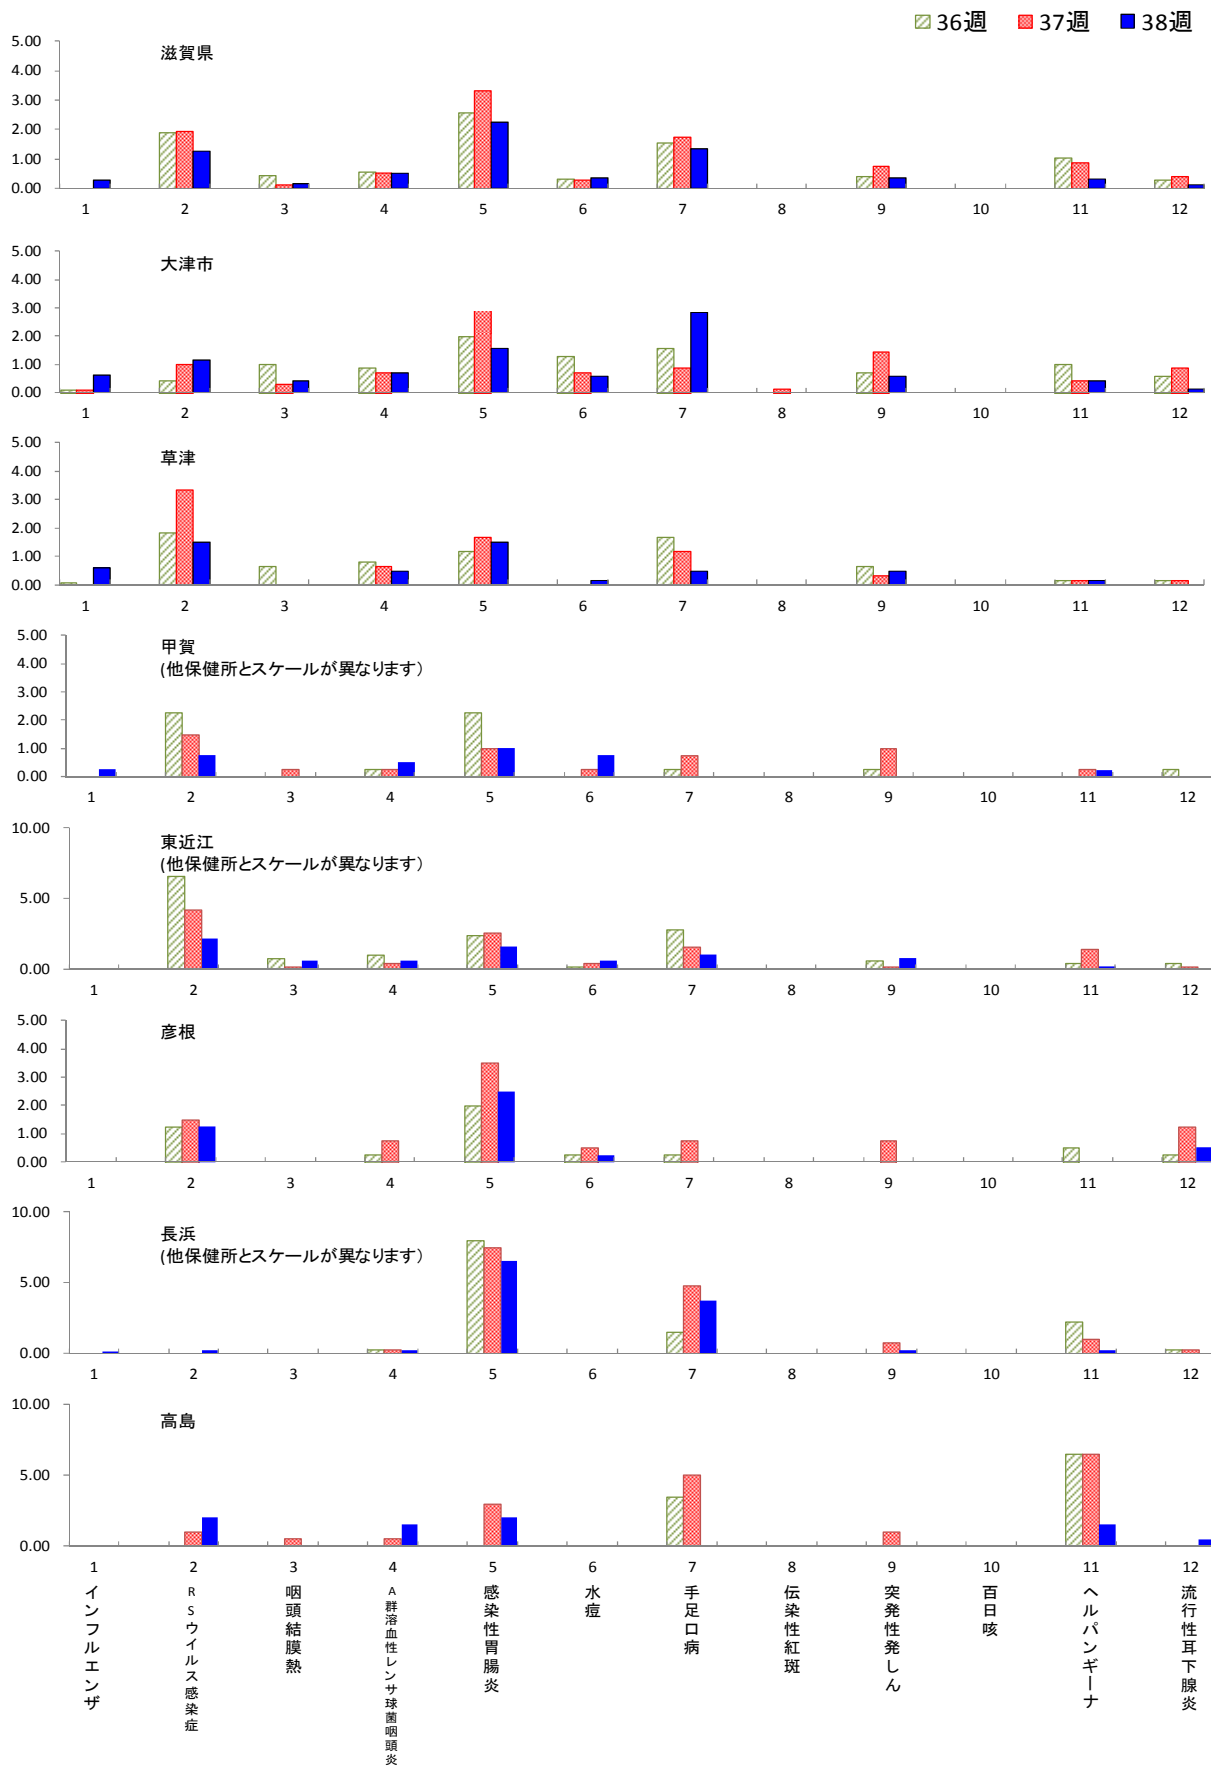 36週 37週 38週
滋賀県
5.00
4.00
3.00
2.00
1.00
0.00
1 2 3 4 5 6 7 8 9 10 11 12
大津市
5.00
4.00
3.00
2.00
1.00
0.00
1 2 3 4 5 6 7 8 9 10 11 12
草津
5.00
4.00
3.00
2.00
1.00
0.00
1 2 3 4 5 6 7 8 9 10 11 12
甲賀
(他保健所とスケールが異なります)
5.00
4.00
3.00
2.00
1.00
0.00
1 2 3 4 5 6 7 8 9 10 11 12
東近江
(他保健所とスケールが異なります)
10.00
5.00
0.00
1 2 3 4 5 6 7 8 9 10 11 12
彦根
5.00
4.00
3.00
2.00
1.00
0.00
1 2 3 4 5 6 7 8 9 10 11 12
長浜
(他保健所とスケールが異なります)
10.00
5.00
0.00
1 2 3 4 5 6 7 8 9 10 11 12
高島
10.00
5.00
0.00
1 2 3 4 5 6 7 8 9 10 11 12
インフルエンザ
RSウイルス感染症
咽頭結膜熱
A群溶血性レンサ球菌咽頭炎
感染性胃腸炎
水痘
手足口病
伝染性紅斑
突発性発しん
百日咳
ヘルパンギーナ
流行性耳下腺炎